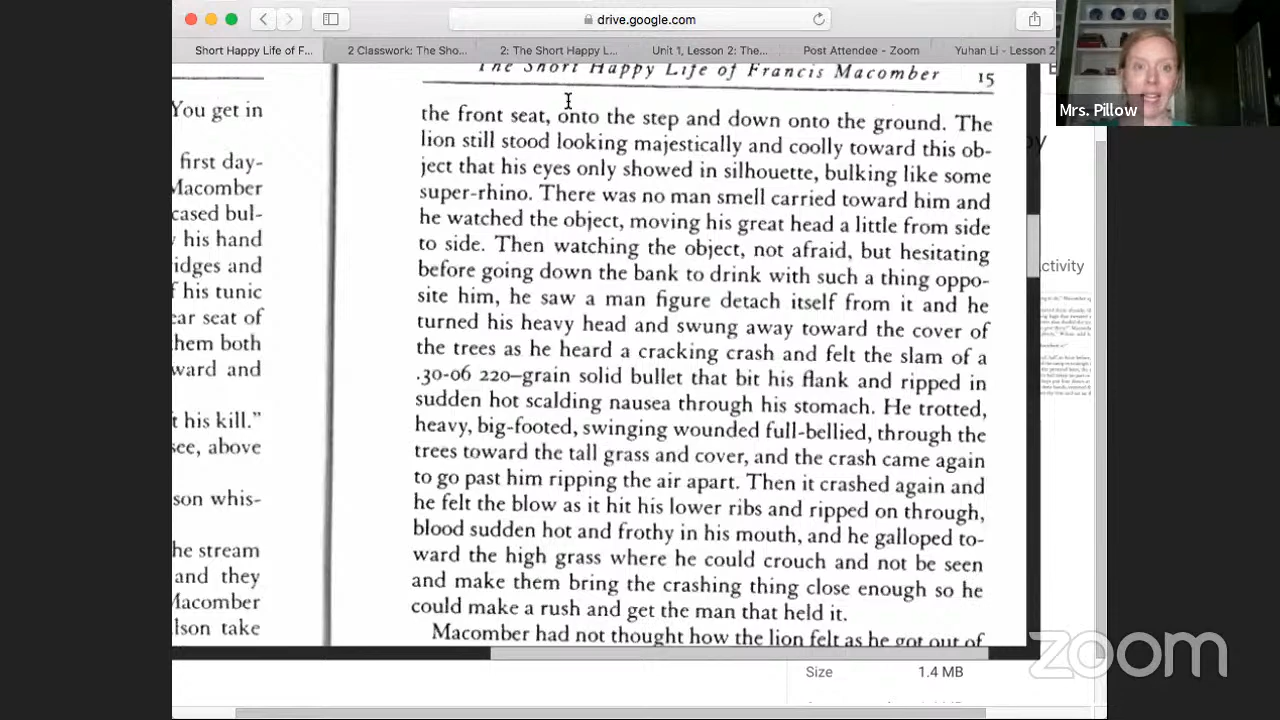 drive.google.com
Short Happy Life of F...
2 Classwork: The Sho...
2: The Short Happy L...
Unit 1, Lesson 2: The...
Post Attendee - Zoom
Yuhan Li - Lesson 2
Mrs. Pillow
You get in
first day-
Macomber
cased bul-
his hand
ridges and
his tunic
ear seat of
them both
ward and
t his kill."
see, above
son whis-
he stream
and they
Macomber
lson take
The Short Happy Life of Francis Macomber 15
the front seat, onto the step and down onto the ground. The
lion still stood looking majestically and coolly toward this ob-
ject that his eyes only showed in silhouette, bulking like some
super-rhino. There was no man smell carried toward him and
he watched the object, moving his great head a little from side
to side. Then watching the object, not afraid, but hesitating
before going down the bank to drink with such a thing oppo-
site him, he saw a man figure detach itself from it and he
turned his heavy head and swung away toward the cover of
the trees as he heard a cracking crash and felt the slam of a
.30-06 220-grain solid bullet that bit his flank and ripped in
sudden hot scalding nausea through his stomach. He trotted,
heavy, big-footed, swinging wounded full-bellied, through the
trees toward the tall grass and cover, and the crash came again
to go past him ripping the air apart. Then it crashed again and
he felt the blow as it hit his lower ribs and ripped on through,
blood sudden hot and frothy in his mouth, and he galloped to-
ward the high grass where he could crouch and not be seen
and make them bring the crashing thing close enough so he
could make a rush and get the man that held it.
Macomber had not thought how the lion felt as he got out of
ctivity
Size 1.4 MB
zoom